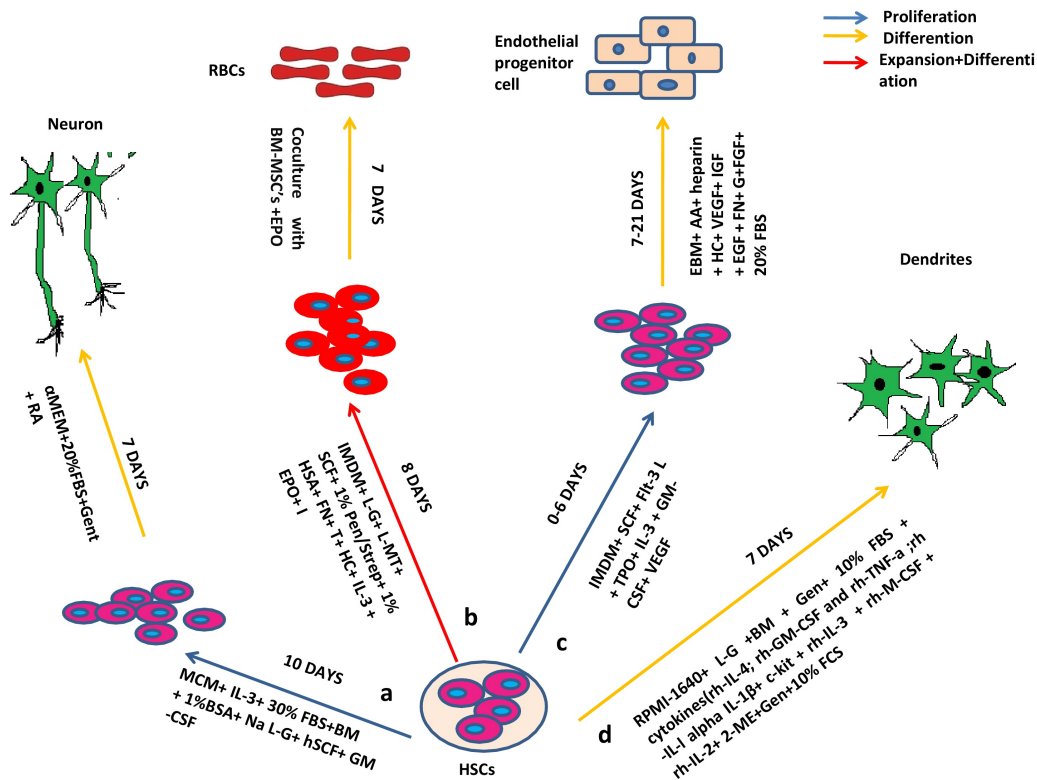 Proliferation
Differention
Expansion+Differenti
ation
RBCs
Endothelial
progenitor
cell
Neuron
Coculture with
BM-MSC's +EPO
7 DAYS
7-21 DAYS
EBM+ AA+ heparin
+ HC+ VEGF+ IGF
+ EGF + FN+ G+FGF+
20% FBS
Dendrites
αMEM+20%FBS+Gent
+ RA
7 DAYS
IMDM+ L-G+ L-MT+
SCF+ 1% Pen/Strep+ 1%
HSA+ FN+ T+ HC+ IL-3 +
EPO+ I
8 DAYS
0-6 DAYS
IMDM+ SCF+ Flt-3 L
+ TPO+ IL-3 + GM-
CSF+ VEGF
7 DAYS
RPMI-1640+ L-G +BM + Gen+ 10% FBS +
cytokines(rh-IL-4; rh-GM-CSF and rh-TNF-a ;rh
-IL-I alpha IL-1β+ c-kit + rh-IL-3 + rh-M-CSF +
rh-IL-2+ 2-ME+Gen+10% FCS
10 DAYS
MCM+ IL-3+ 30% FBS+BM
+ 1%BSA+ Na L-G+ hSCF+ GM
-CSF
a
b
c
d
HSCs